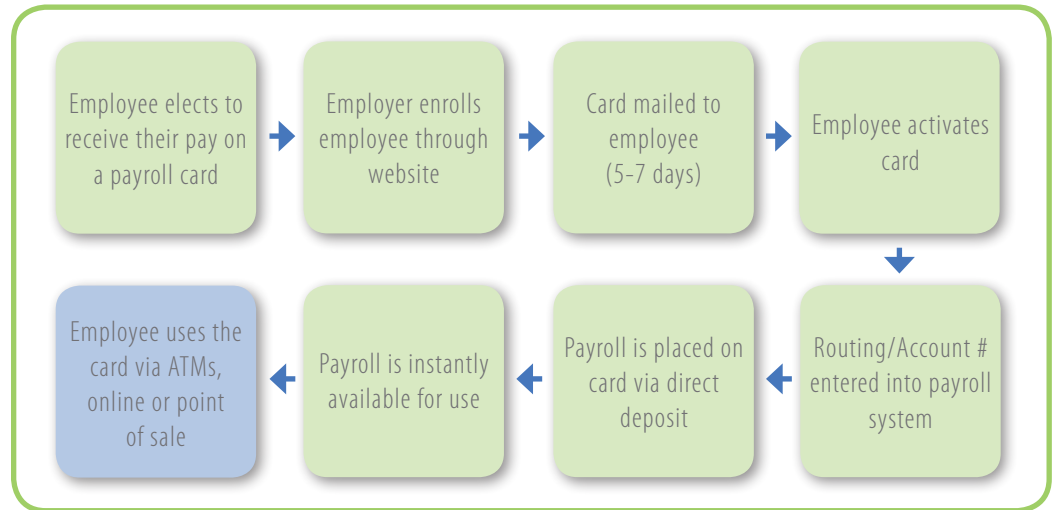 Employee elects to
receive their pay on
a payroll card
Employer enrolls
employee through
website
Card mailed to
employee
(5-7 days)
Employee activates
card
Routing/Account #
entered into payroll
system
Payroll is placed on
card via direct
deposit
Payroll is instantly
available for use
Employee uses the
card via ATMs,
online or point
of sale